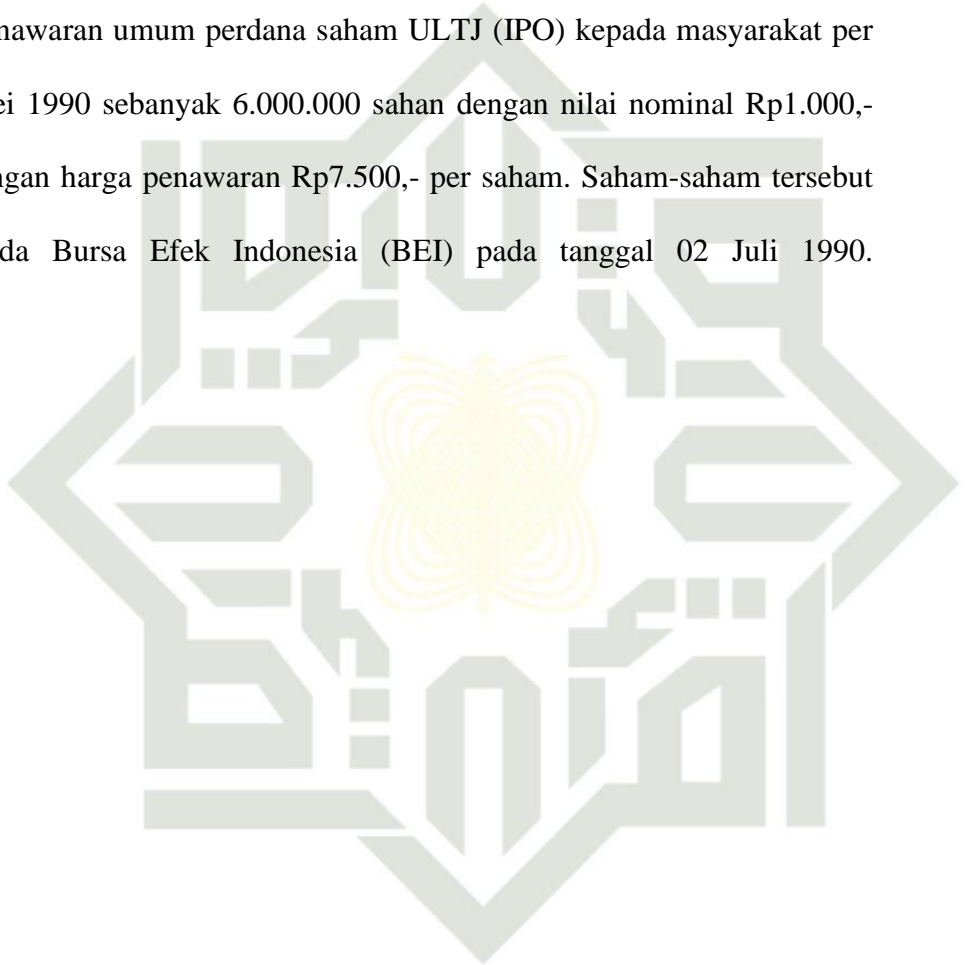 nawaran umum perdana saham ULTJ (IPO) kepada masyarakat per
ei 1990 sebanyak 6.000.000 sahan dengan nilai nominal Rp1.000,-
ngan harga penawaran Rp7.500,- per saham. Saham-saham tersebut
da Bursa Efek Indonesia (BEI) pada tanggal 02 Juli 1990.